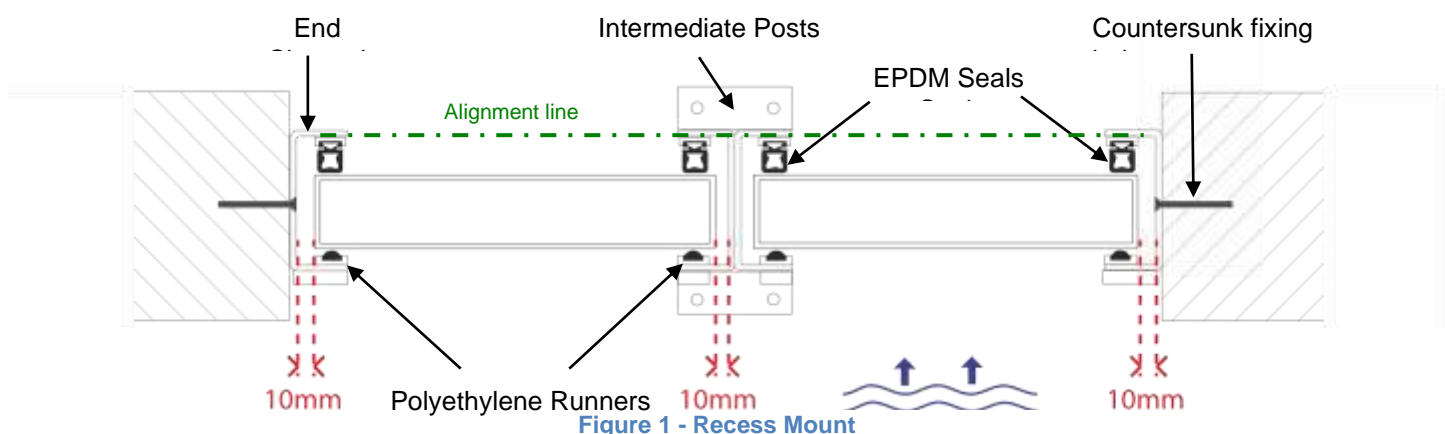 End
Intermediate Posts
Countersunk fixing
EPDM Seals
Alignment line
10mm
Polyethylene Runners
10mm
10mm
Figure 1 - Recess Mount